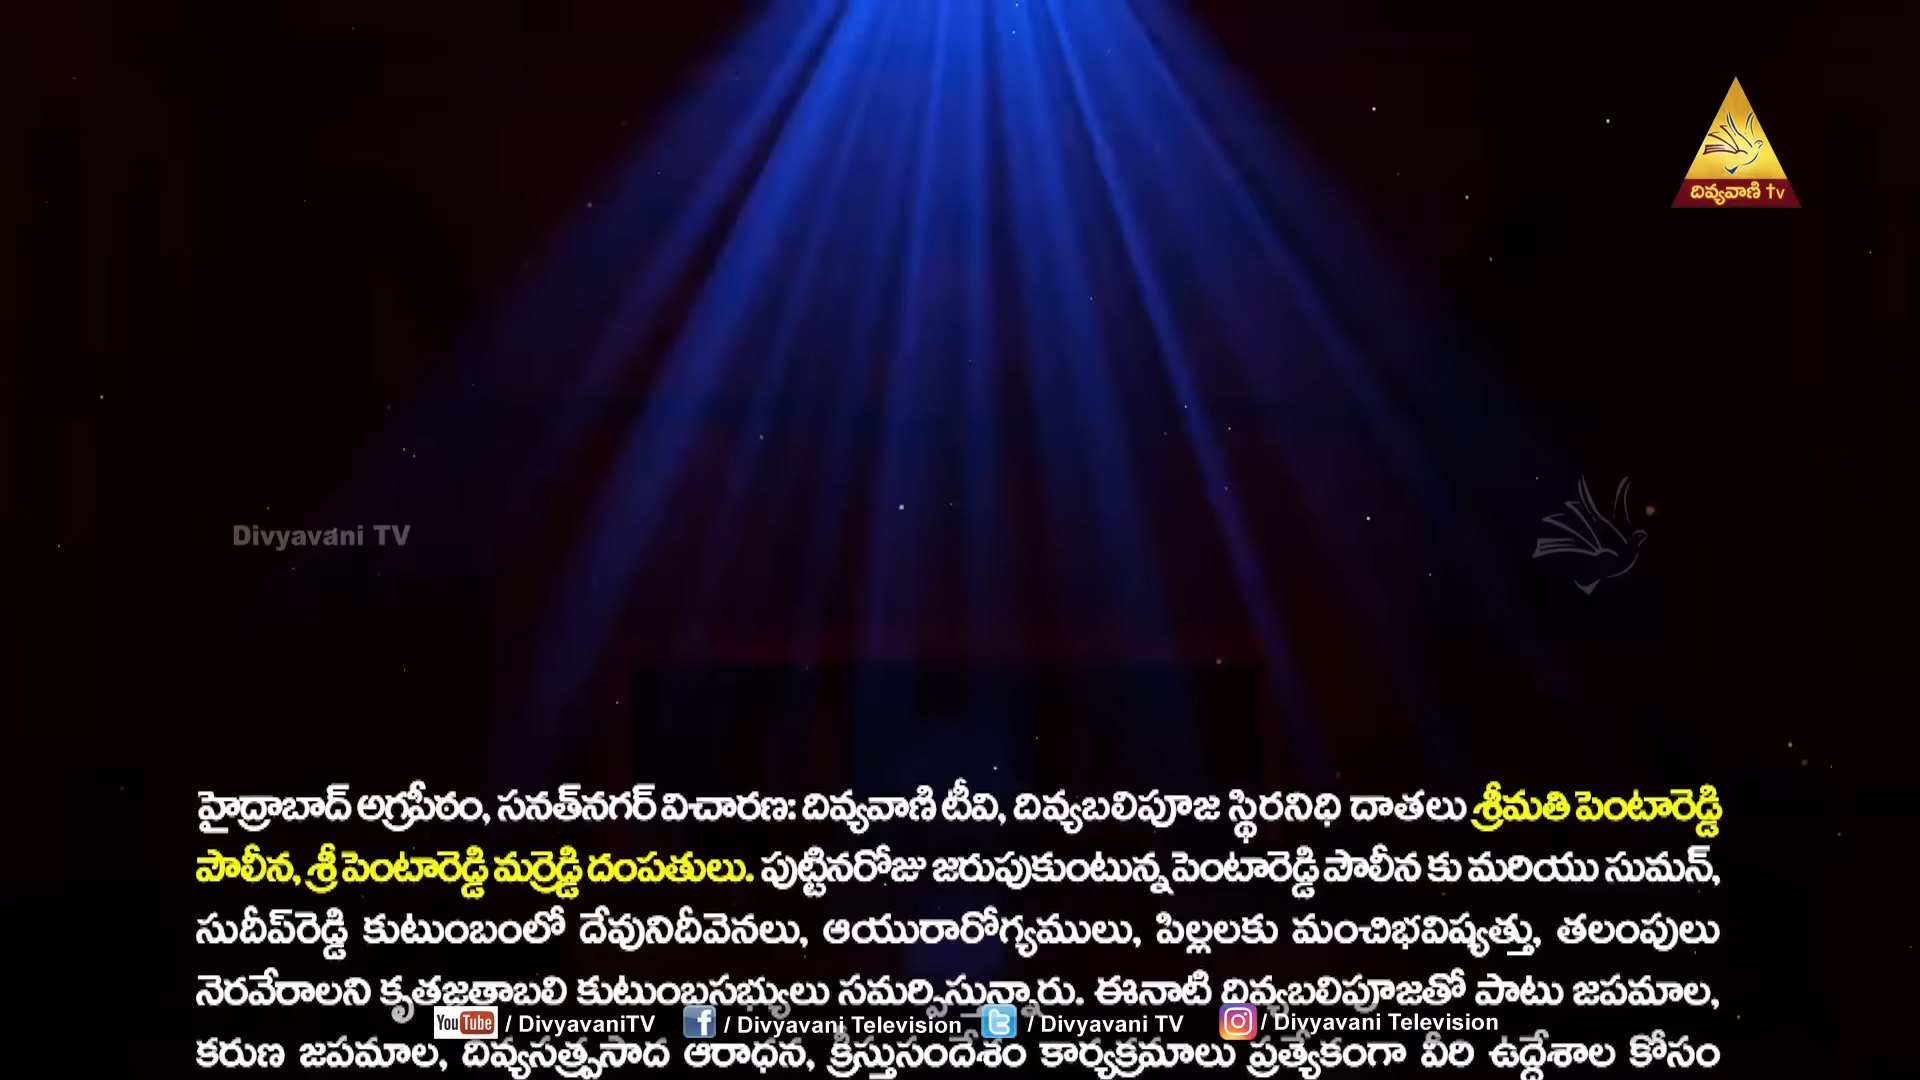 దివ్యవాణి tv
Divyavani TV
హైద్రాబాద్ అగ్రపీఠం, సనత్‌నగర్ విచారణ: దివ్యవాణి టీవి, దివ్యబలిపూజ స్థిరనిధి దాతలు శ్రీమతి పెంటారెడ్డి
పౌలీన, శ్రీ పెంటారెడ్డి మర్రెడ్డి దంపతులు. పుట్టినరోజు జరుపుకుంటున్న పెంటారెడ్డి పౌలీన కు మరియు సుమన్,
సుదీప్‌రెడ్డి కుటుంబంలో దేవునిదీవెనలు, ఆయురారోగ్యములు, పిల్లలకు మంచిభవిష్యత్తు, తలంపులు
నెరవేరాలని కృతజ్ఞతాబలి కుటుంబసభ్యులు సమర్పిస్తున్నారు. ఈనాటి దివ్యబలిపూజతో పాటు జపమాల,
YouTube / DivyavaniTV f / Divyavani Television / Divyavani TV / Divyavani Television
కరుణ జపమాల, దివ్యసత్ప్రసాద ఆరాధన, క్రీస్తుసందేశం కార్యక్రమాలు ప్రత్యేకంగా వీరి ఉద్దేశాల కోసం